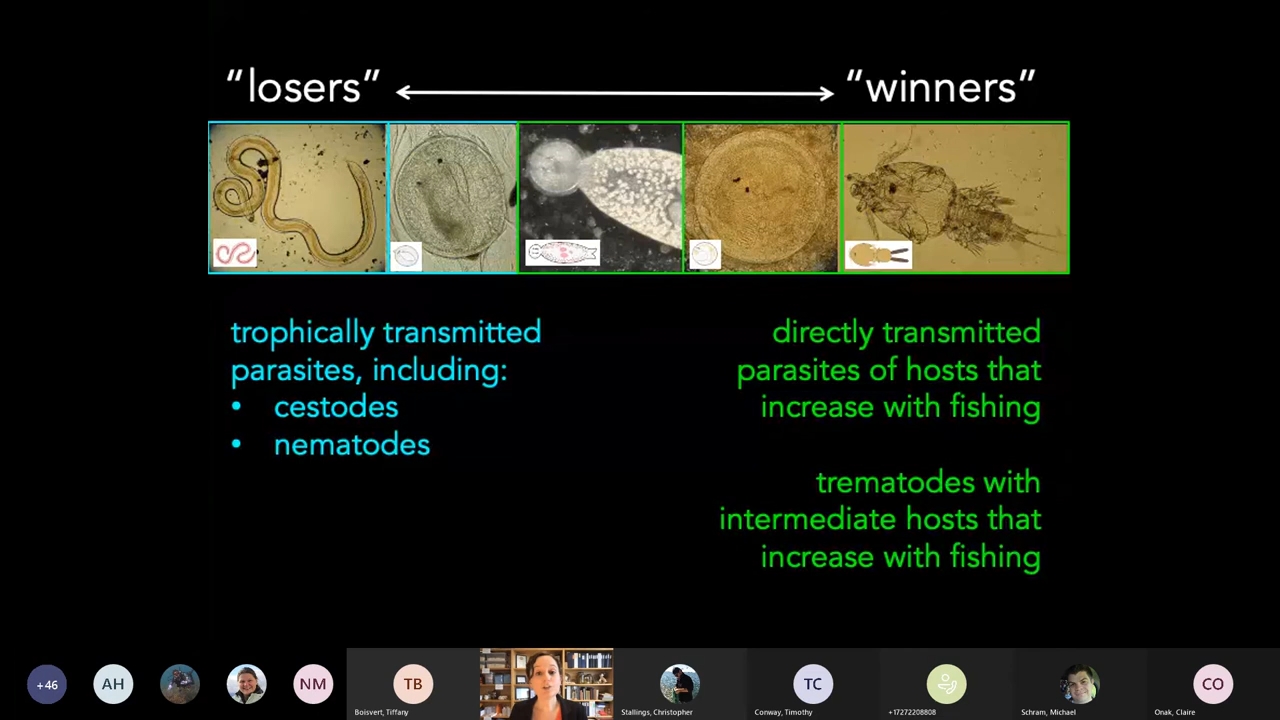 “losers”
“winners”
trophically transmitted
parasites, including:
• cestodes
• nematodes
directly transmitted
parasites of hosts that
increase with fishing
trematodes with
intermediate hosts that
increase with fishing
+46
AH
NM
TB
Boisvert, Tiffany
Stallings, Christopher
TC
Conway, Timothy
+17272208808
Schram, Michael
CO
Onak, Claire